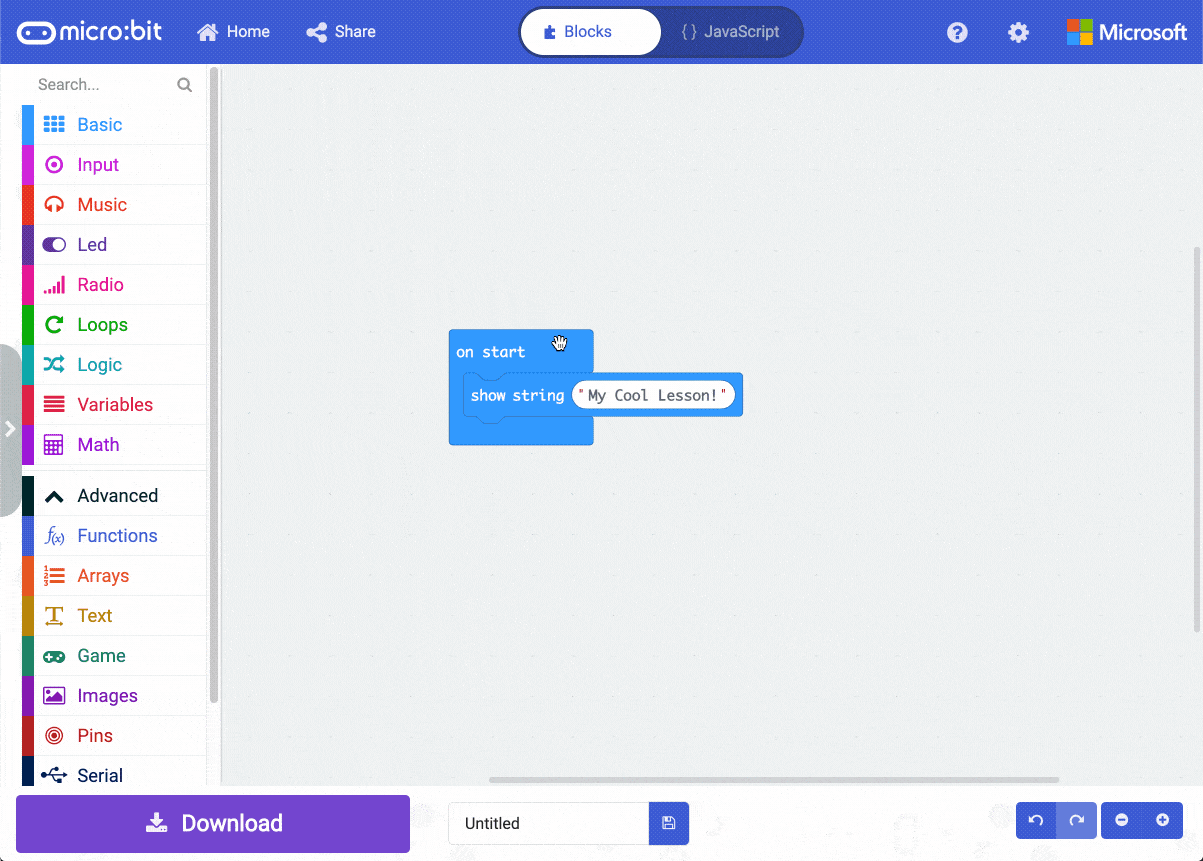 micro:bit
Home
Share
Blocks
{ } JavaScript
?
Microsoft
Search...
Basic
Input
Music
Led
Radio
Loops
Logic
Variables
Math
Advanced
f(x) Functions
Arrays
Text
Game
Images
Pins
Serial
on start
show string "My Cool Lesson!"
Download
Untitled